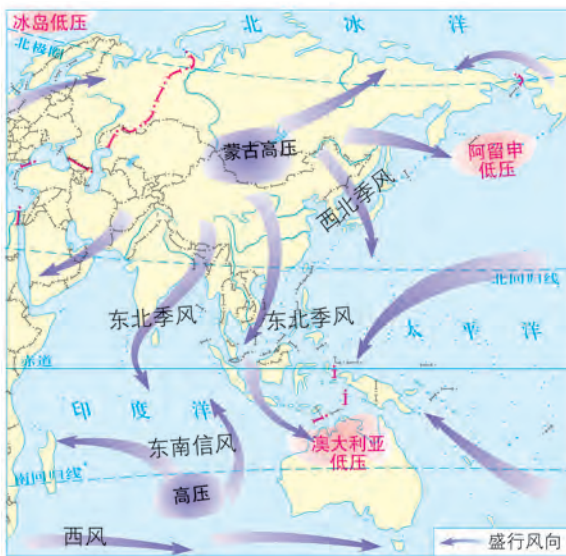 冰岛低压
北冰洋
北极圈
蒙古高压
阿留申
低压
西北季风
北回归线
东北季风
东北季风
太平洋
赤道
印度洋
东南信风
澳大利亚
低压
南回归线
高压
西风
盛行风向